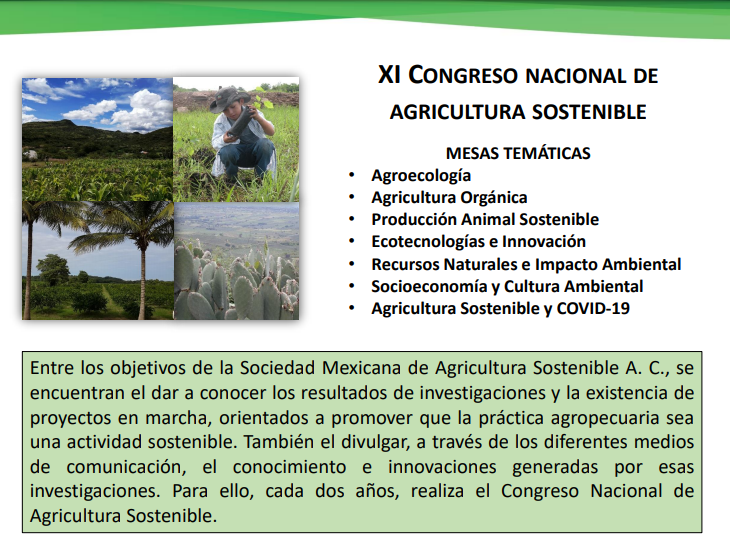 XI CONGRESO NACIONAL DE
AGRICULTURA SOSTENIBLE
MESAS TEMÁTICAS
• Agroecología
• Agricultura Orgánica
• Producción Animal Sostenible
• Ecotecnologías e Innovación
• Recursos Naturales e Impacto Ambiental
• Socioeconomía y Cultura Ambiental
• Agricultura Sostenible y COVID-19
Entre los objetivos de la Sociedad Mexicana de Agricultura Sostenible A. C., se
encuentran el dar a conocer los resultados de investigaciones y la existencia de
proyectos en marcha, orientados a promover que la práctica agropecuaria sea
una actividad sostenible. También el divulgar, a través de los diferentes medios
de comunicación, el conocimiento e innovaciones generadas por esas
investigaciones. Para ello, cada dos años, realiza el Congreso Nacional de
Agricultura Sostenible.